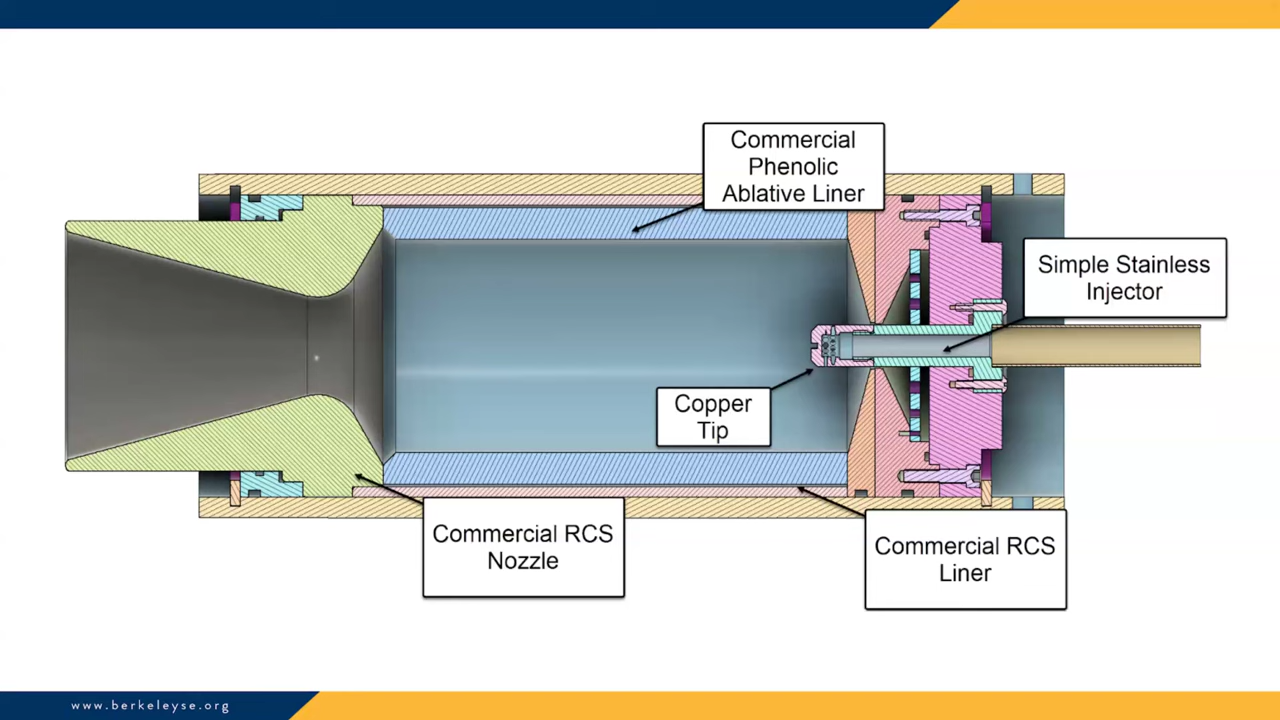 Commercial
Phenolic
Ablative Liner
Simple Stainless
Injector
Copper
Tip
Commercial RCS
Nozzle
Commercial RCS
Liner
www.berkeleyse.org